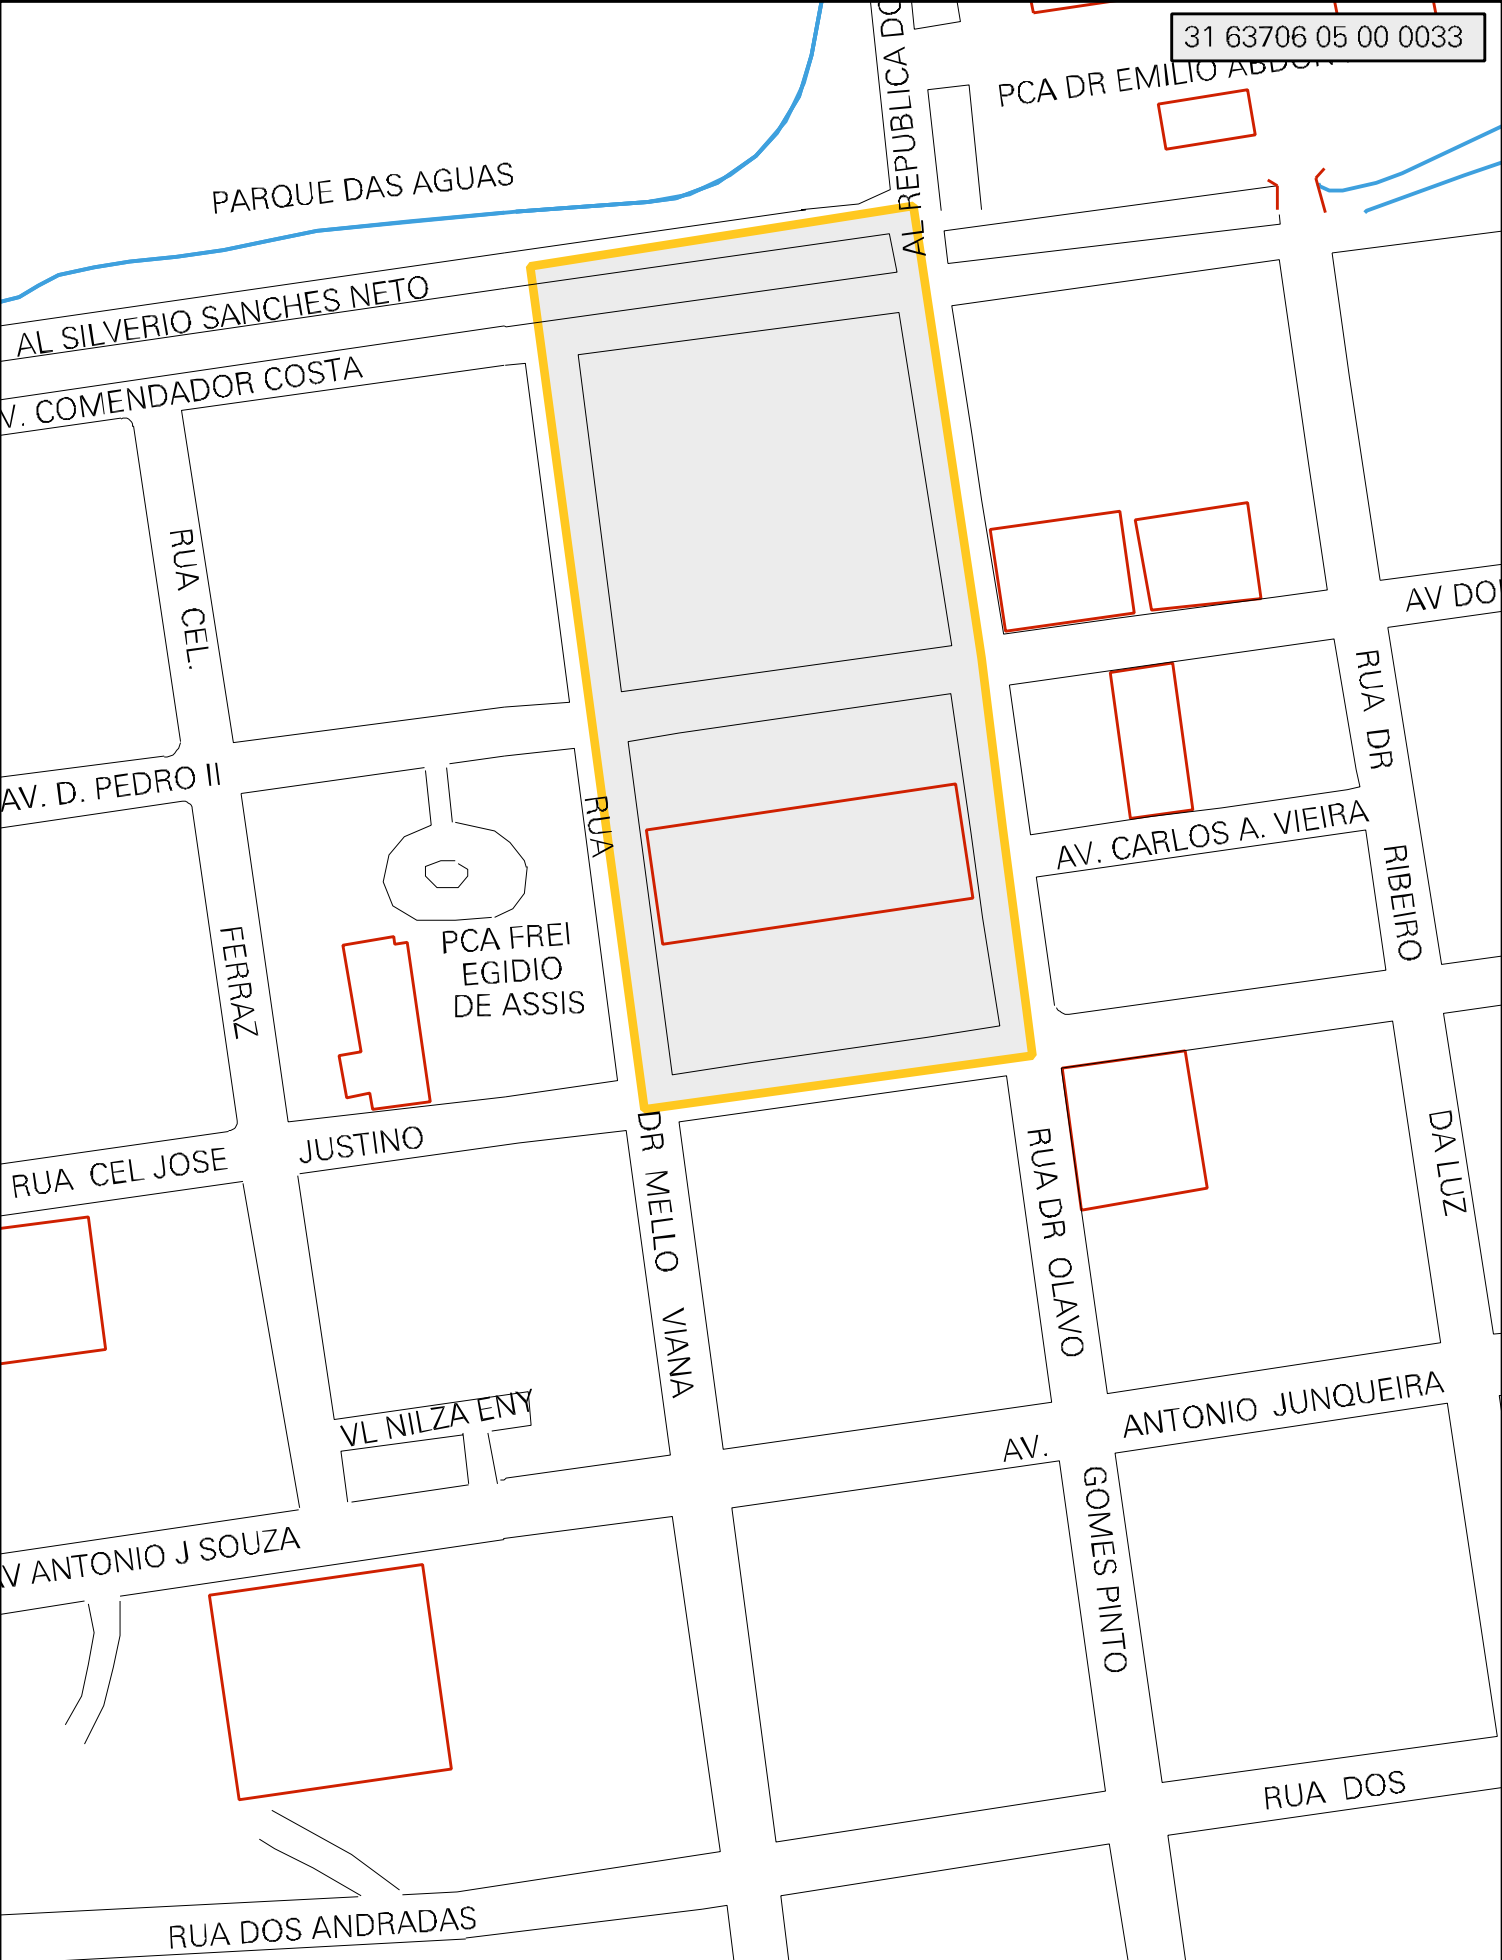 31 63706 05 00 0033
AL REPUBLICA
PCA DR EMILIO
PARQUE DAS AGUAS
AL SILVERIO SANCHES NETO
V. COMENDADOR COSTA
RUA CEL.
AV DO
RUA DR
AV. D. PEDRO II
RUA
AV. CARLOS A. VIEIRA
RIBEIRO
FERRAZ
PCA FREI
EGIDIO
DE ASSIS
RUA CEL JOSE
JUSTINO
DR MELLO VIANA
RUA DR OLAVO
DA LUZ
VL NILZA ENY
AV.
ANTONIO JUNQUEIRA
GOMES PINTO
V ANTONIO J SOUZA
RUA DOS
RUA DOS ANDRADAS